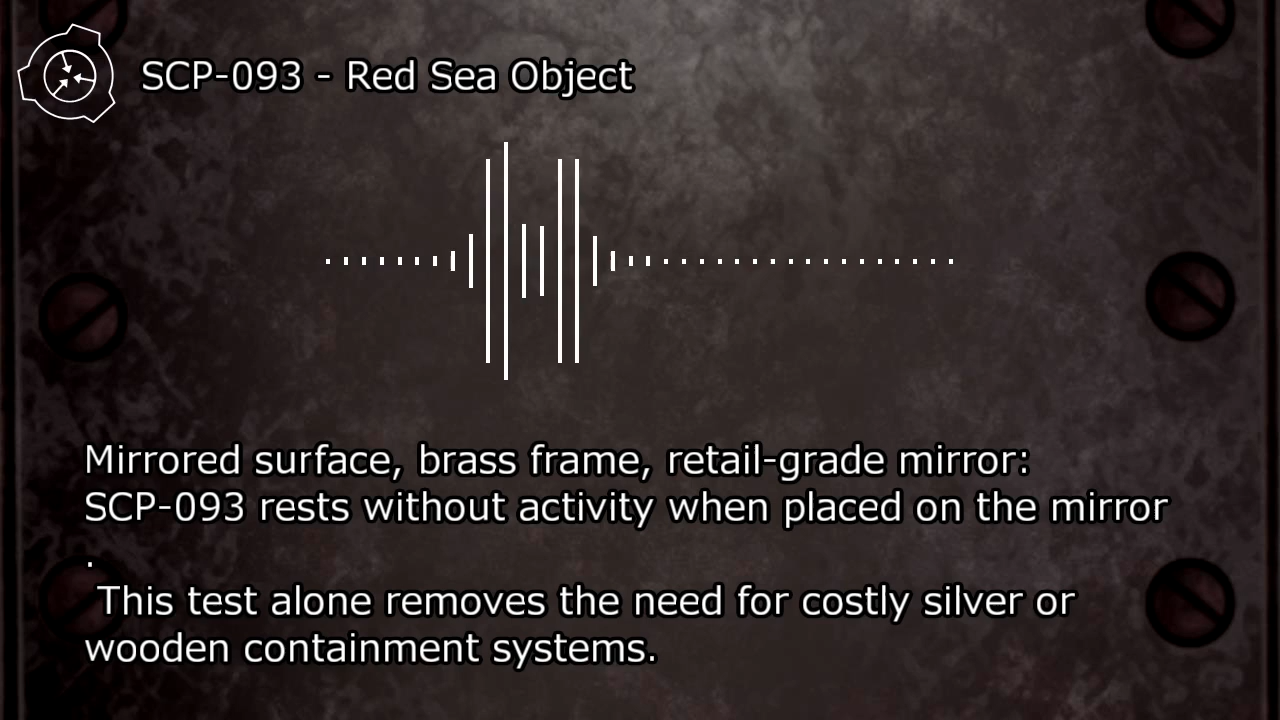 SCP-093 - Red Sea Object
Mirrored surface, brass frame, retail-grade mirror:
SCP-093 rests without activity when placed on the mirror
.
This test alone removes the need for costly silver or
wooden containment systems.